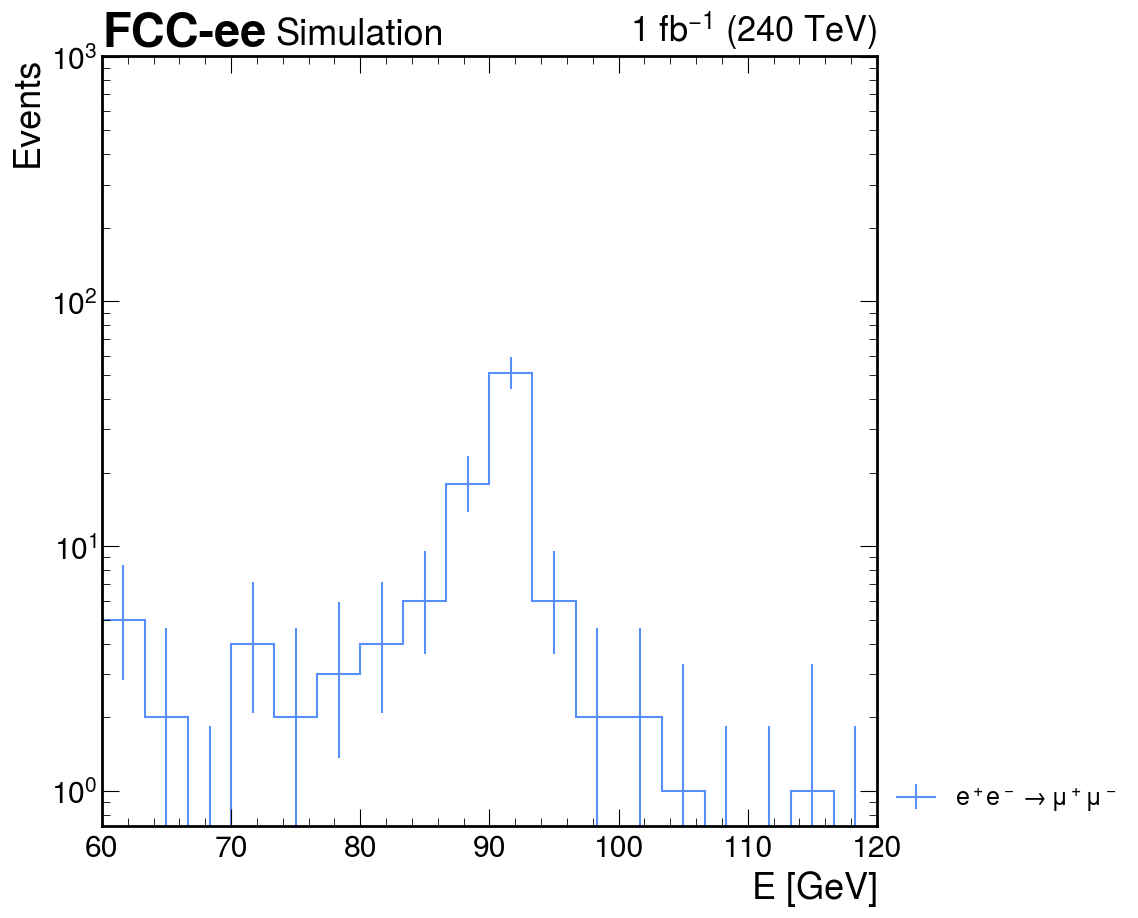 FCC-ee Simulation 1 fb⁻¹ (240 TeV)
Events
10³
10²
10¹
10⁰
60 70 80 90 100 110 120
E [GeV]
e⁺e⁻ → μ⁺μ⁻